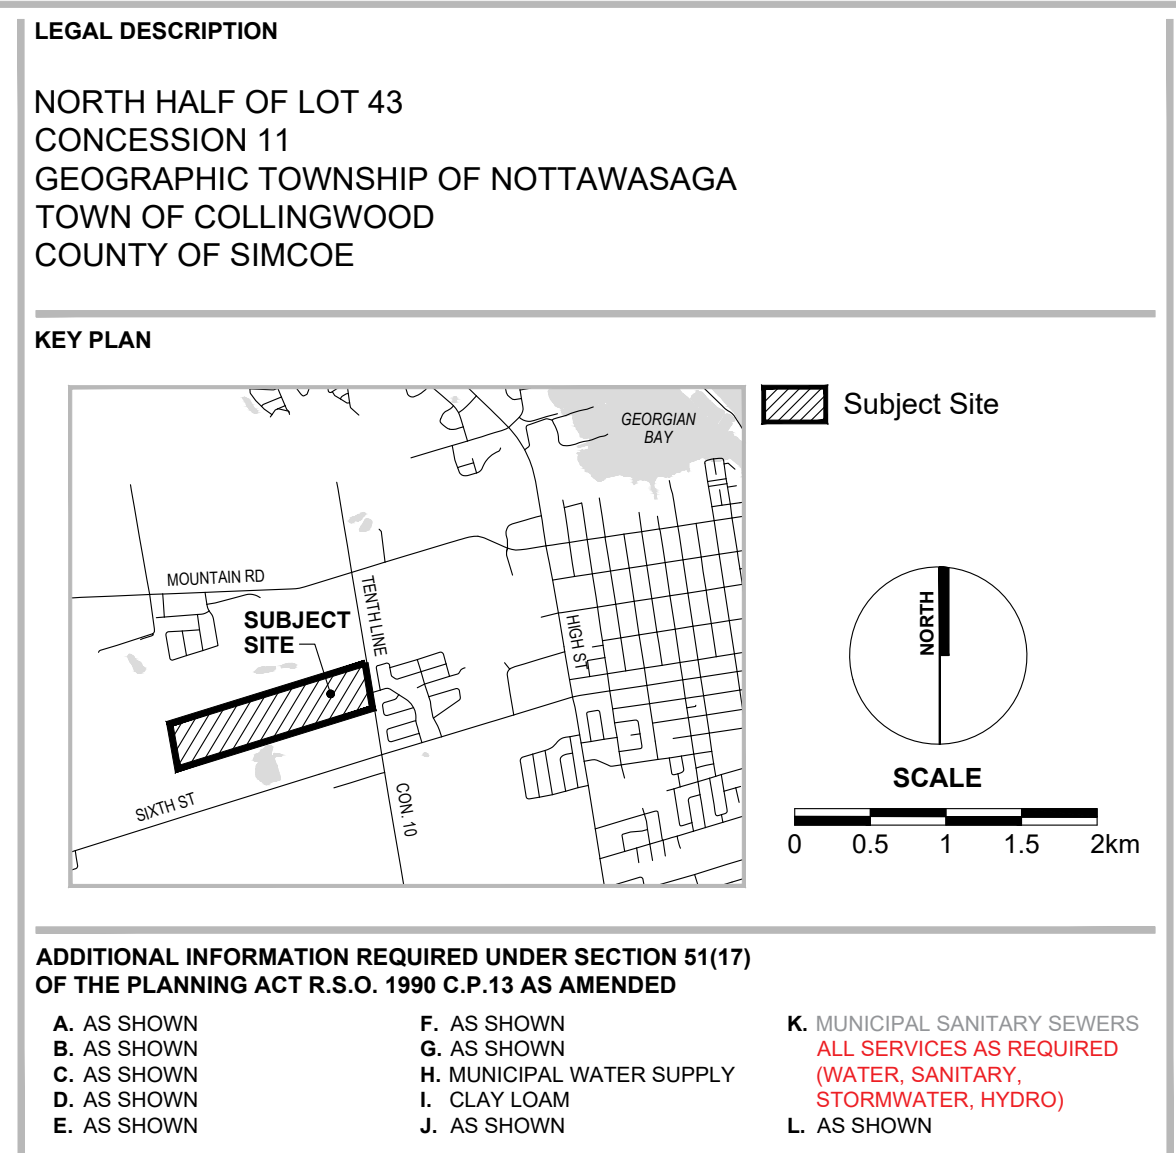 LEGAL DESCRIPTION
NORTH HALF OF LOT 43
CONCESSION 11
GEOGRAPHIC TOWNSHIP OF NOTTAWASAGA
TOWN OF COLLINGWOOD
COUNTY OF SIMCOE
KEY PLAN
GEORGIAN
BAY
MOUNTAIN RD
TENTH LINE
SUBJECT
SITE
HIGH ST
SIXTH ST
CON. 10
Subject Site
NORTH
SCALE
0 0.5 1 1.5 2km
ADDITIONAL INFORMATION REQUIRED UNDER SECTION 51(17)
OF THE PLANNING ACT R.S.O. 1990 C.P.13 AS AMENDED
A. AS SHOWN
B. AS SHOWN
C. AS SHOWN
D. AS SHOWN
E. AS SHOWN
F. AS SHOWN
G. AS SHOWN
H. MUNICIPAL WATER SUPPLY
I. CLAY LOAM
J. AS SHOWN
K. MUNICIPAL SANITARY SEWERS
ALL SERVICES AS REQUIRED
(WATER, SANITARY,
STORMWATER, HYDRO)
L. AS SHOWN